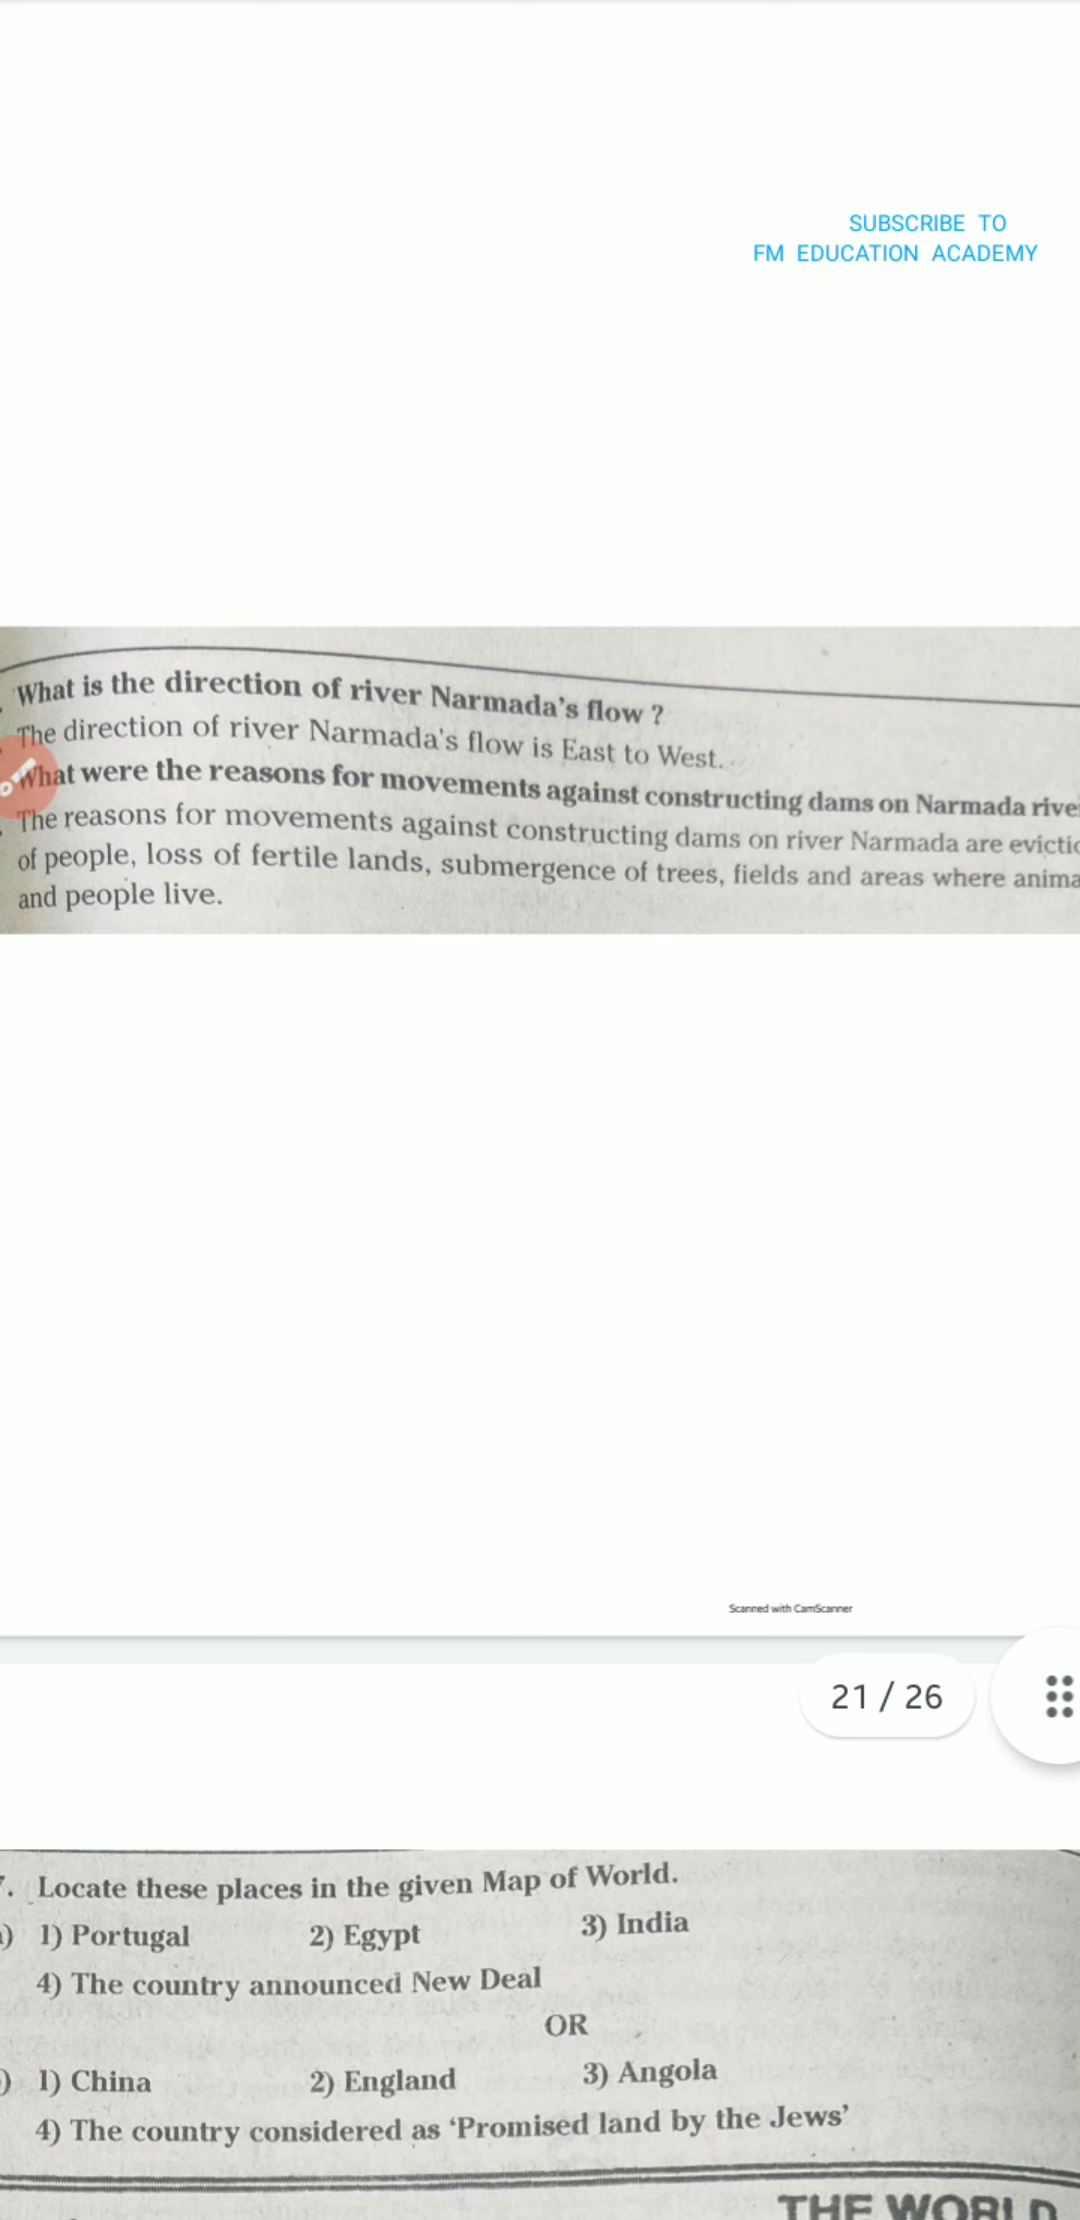 SUBSCRIBE TO
FM EDUCATION ACADEMY
What is the direction of river Narmada's flow ?
The direction of river Narmada's flow is East to West.
What were the reasons for movements against constructing dams on Narmada
The reasons for movements against constructing dams on river Narmada are
of people, loss of fertile lands, submergence of trees, fields and areas where
and people live.
Scanned with CamScanner
21 / 26
. Locate these places in the given Map of World.
) 1) Portugal 2) Egypt 3) India
4) The country announced New Deal
OR
) 1) China 2) England 3) Angola
4) The country considered as ‘Promised land by the Jews’
THE WORLD